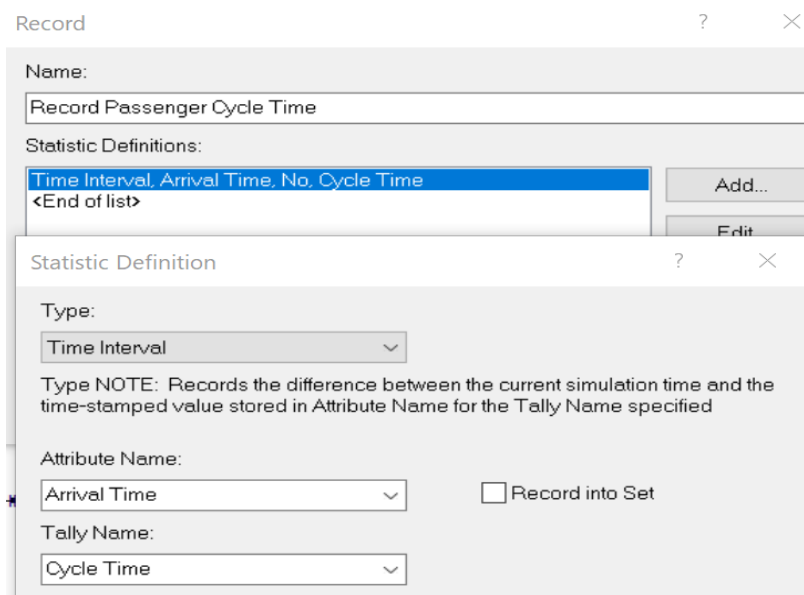 Record ?
Name:
Record Passenger Cycle Time
Statistic Definitions:
Time Interval, Arrival Time, No, Cycle Time
<End of list>
Add...
Edit
Statistic Definition ?
Type:
Time Interval
Type NOTE: Records the difference between the current simulation time and the
time-stamped value stored in Attribute Name for the Tally Name specified
Attribute Name:
Arrival Time
Record into Set
Tally Name:
Cycle Time